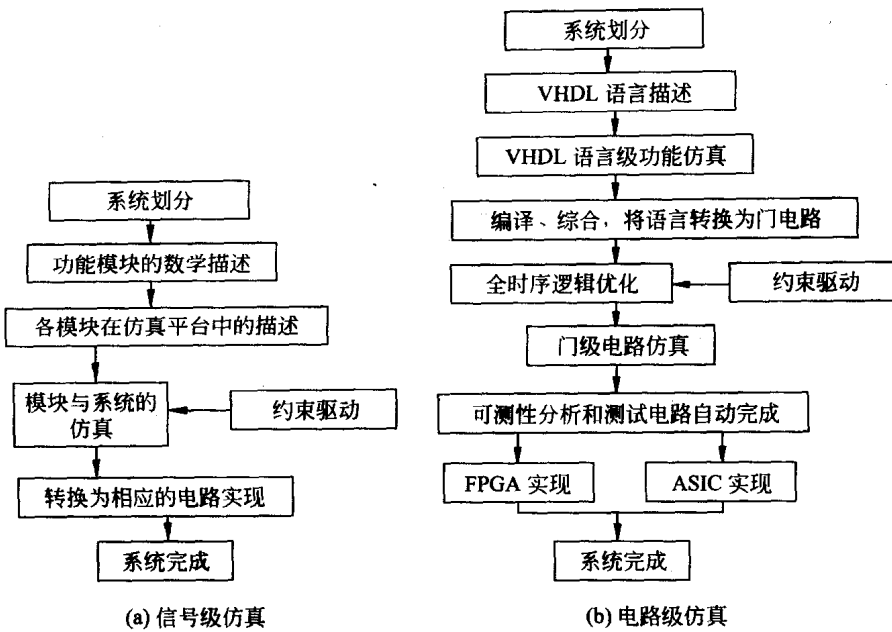 系统划分
功能模块的数学描述
各模块在仿真平台中的描述
模块与系统的
仿真
约束驱动
转换为相应的电路实现
系统完成
(a) 信号级仿真
系统划分
VHDL 语言描述
VHDL 语言级功能仿真
编译、综合，将语言转换为门电路
全时序逻辑优化
约束驱动
门级电路仿真
可测性分析和测试电路自动完成
FPGA 实现
ASIC 实现
系统完成
(b) 电路级仿真